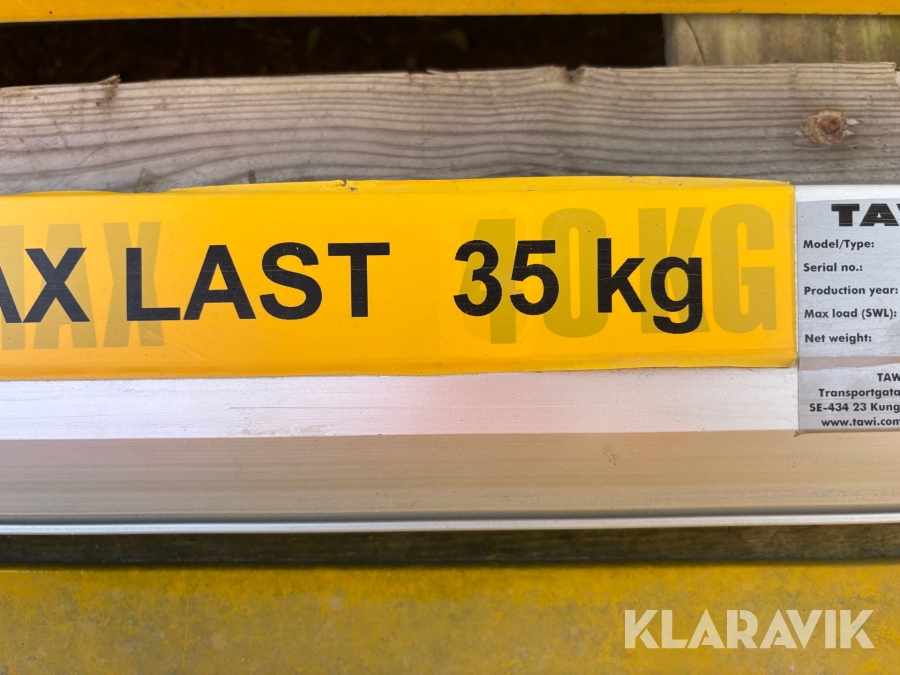 AX LAST 35 kg
MAX 40 KG
TAW
Model/Type:
Serial no.:
Production year:
Max load (SWL):
Net weight:
TAW
Transportgata
SE-434 23 Kung
www.tawi.com
KLARAVIK